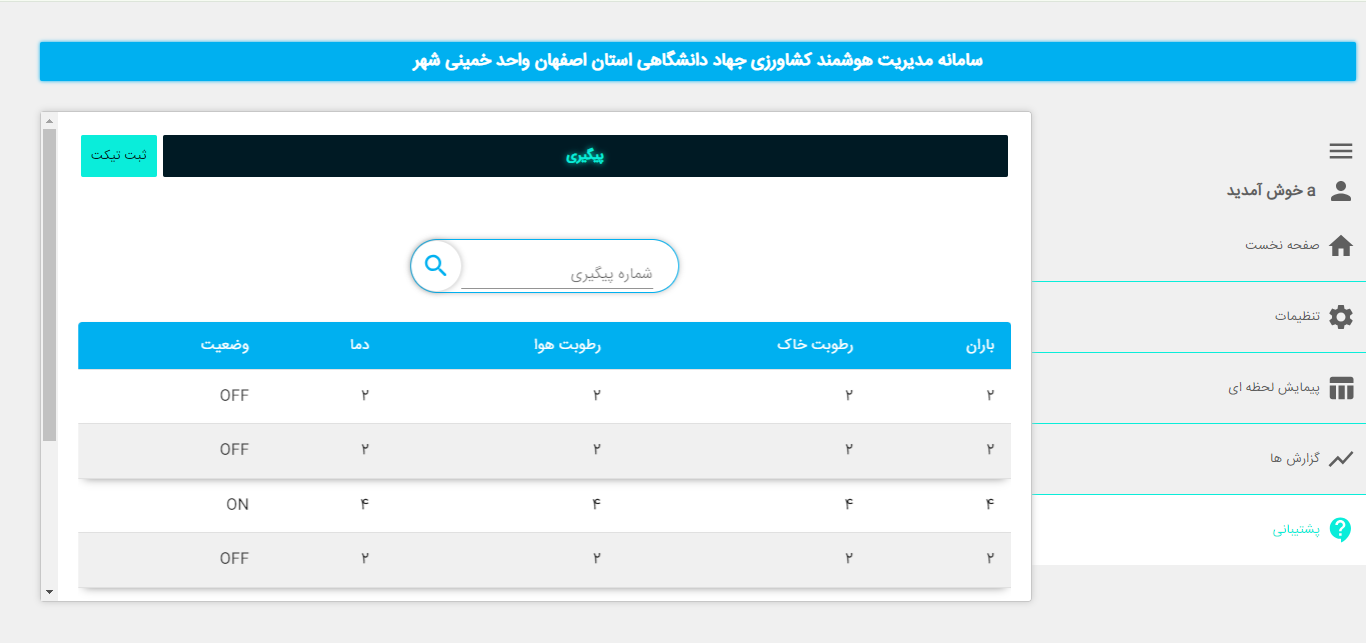 سامانه مدیریت هوشمند کشاورزی جهاد دانشگاهی استان اصفهان واحد خمینی شهر
a خوش آمدید
صفحه نخست
تنظیمات
پیمایش لحظه ای
گزارش ها
پشتیبانی
پیگیری
ثبت تیکت
شماره پیگیری
باران رطوبت خاک رطوبت هوا دما وضعیت
۲ ۲ ۲ ۲ OFF
۲ ۲ ۲ ۲ OFF
۴ ۴ ۴ ۴ ON
۲ ۲ ۲ ۲ OFF